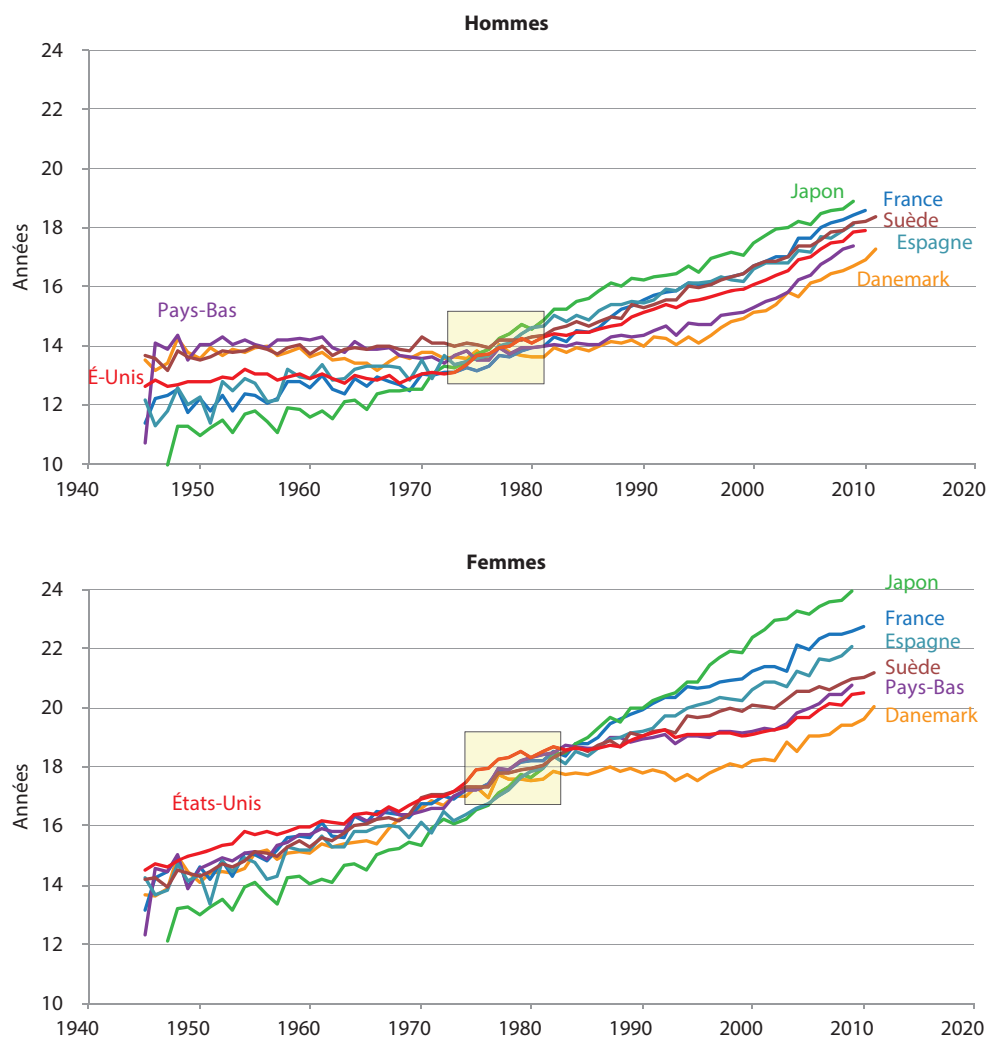 Hommes
24
22
20
18
16
14
12
10
Années
Japon
France
Suède
Espagne
Danemark
Pays-Bas
É-Unis
1940 1950 1960 1970 1980 1990 2000 2010 2020
Femmes
24
22
20
18
16
14
12
10
Années
Japon
France
Espagne
Suède
Pays-Bas
Danemark
États-Unis
1940 1950 1960 1970 1980 1990 2000 2010 2020